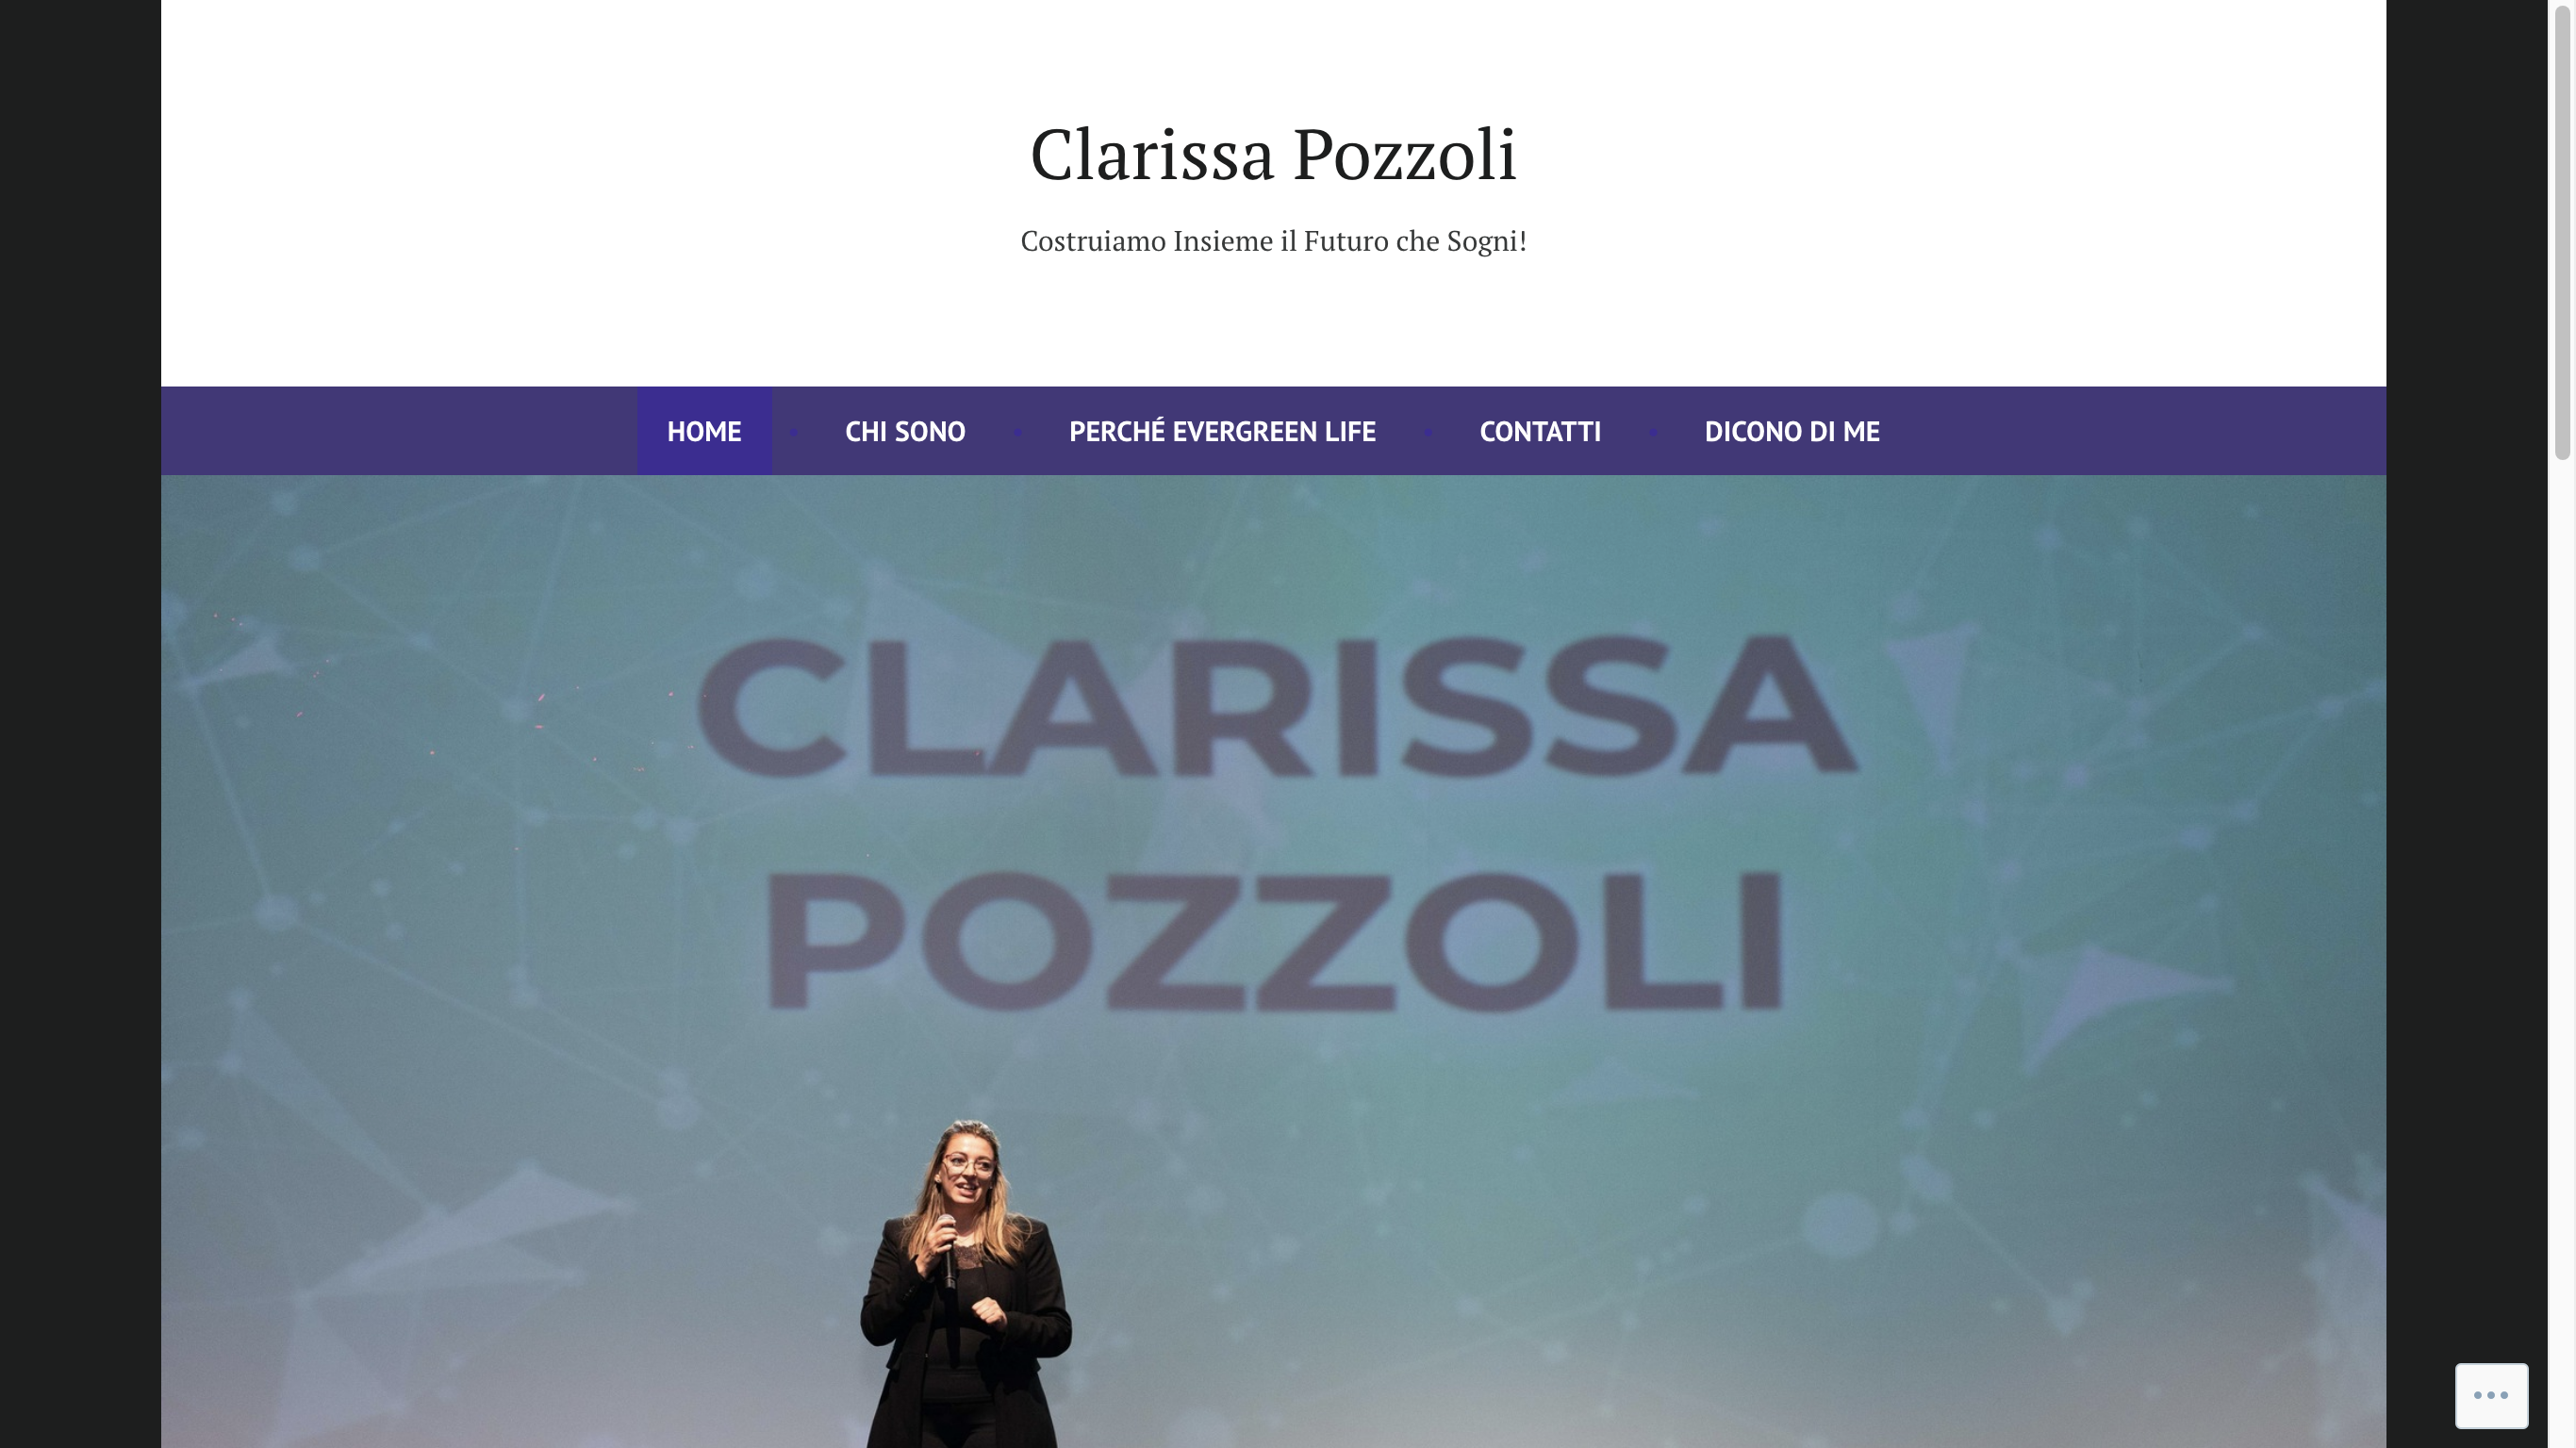 Clarissa Pozzoli
Costruiamo Insieme il Futuro che Sogni!
HOME
CHI SONO
PERCHÉ EVERGREEN LIFE
CONTATTI
DICONO DI ME
CLARISSA
POZZOLI